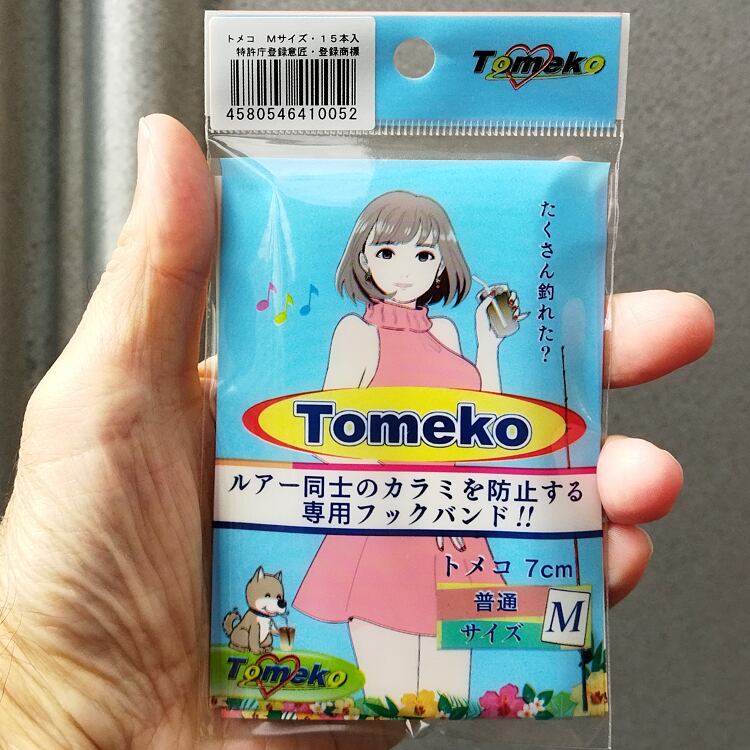 トメコ Mサイズ・15本入
特許庁登録意匠・登録商標
4580546410052
Tomeko
たくさん釣れた?
Tomeko
ルアー同士のカラミを防止する
専用フックバンド!!
トメコ 7cm
普通
サイズ
M
Tomeko